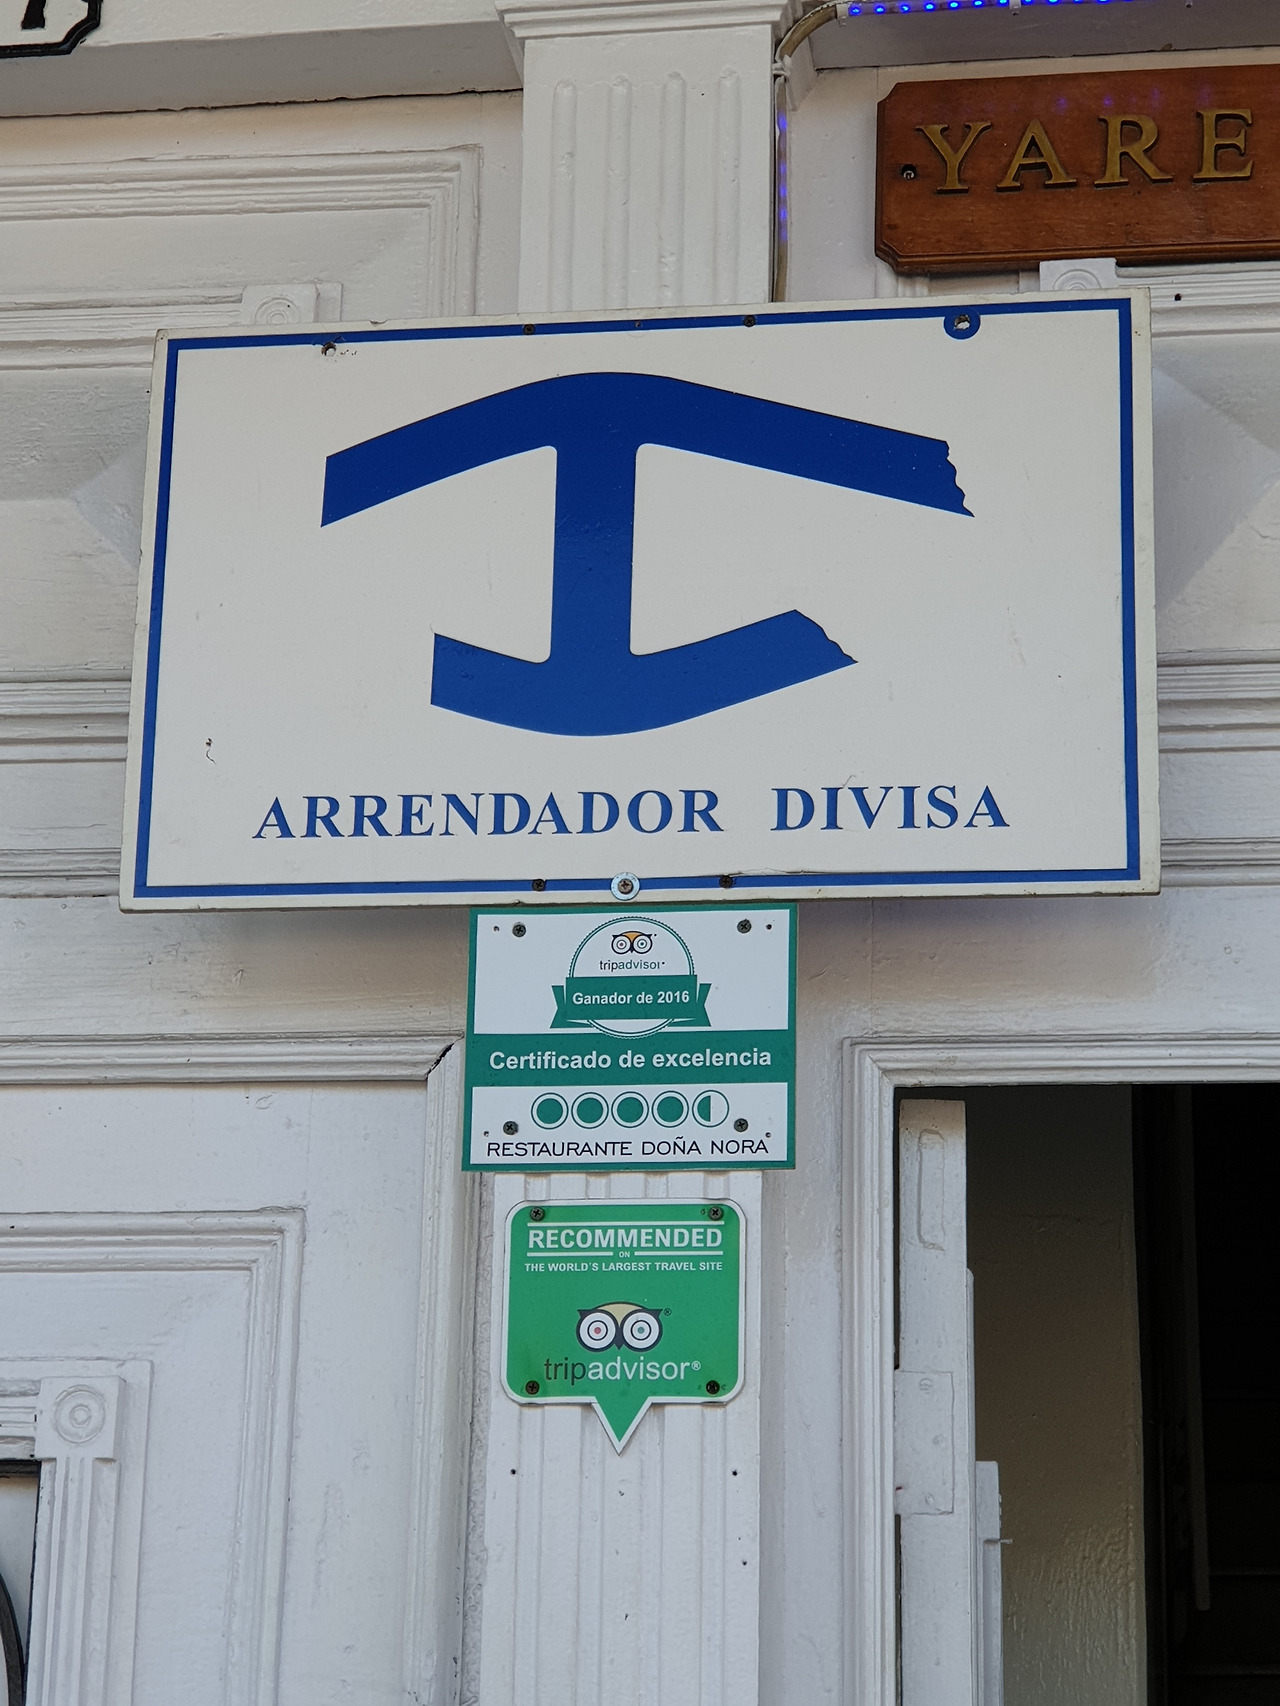 YARE
ARRENDADOR DIVISA
tripadvisor
Ganador de 2016
Certificado de excelencia
RESTAURANTE DOÑA NORA
RECOMMENDED
ON
THE WORLD'S LARGEST TRAVEL SITE
tripadvisor®